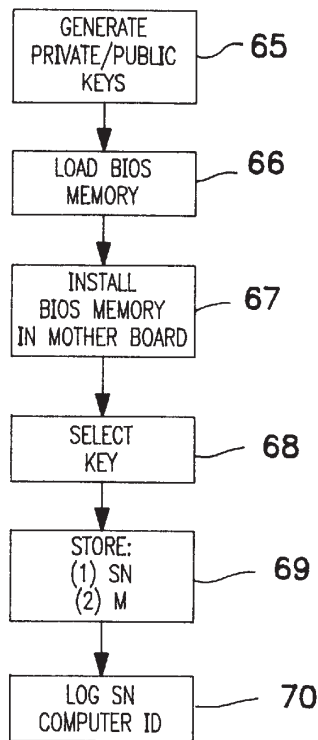 GENERATE
PRIVATE/PUBLIC
KEYS
65
LOAD BIOS
MEMORY
66
INSTALL
BIOS MEMORY
IN MOTHER BOARD
67
SELECT
KEY
68
STORE:
(1) SN
(2) M
69
LOG SN
COMPUTER ID
70